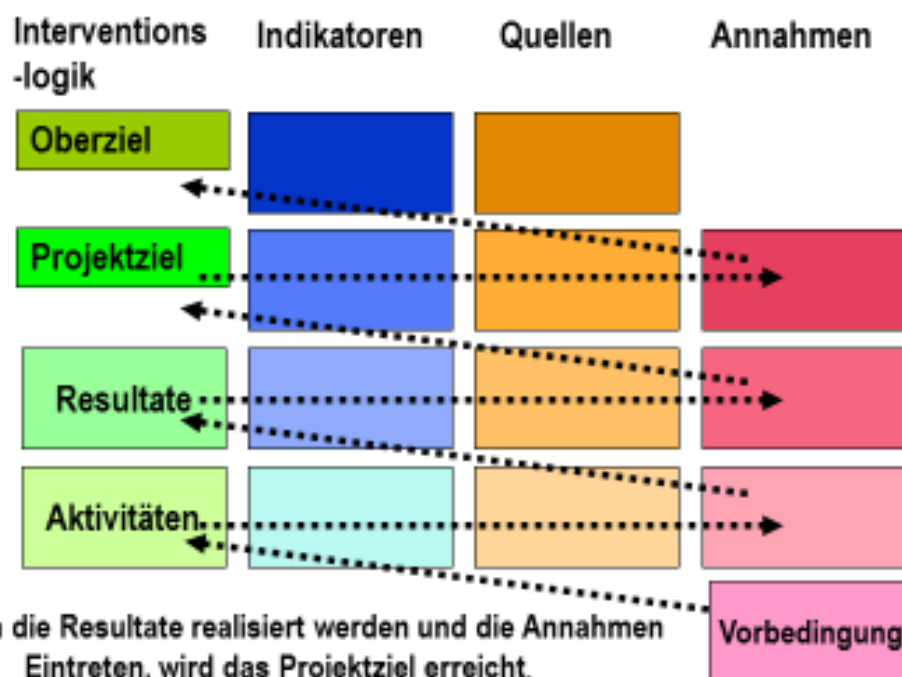 Interventions
-logik
Indikatoren
Quellen
Annahmen
Oberziel
Projektziel
Resultate
Aktivitäten
Vorbedingung
die Resultate realisiert werden und die Annahmen
Eintreten, wird das Projektziel erreicht.